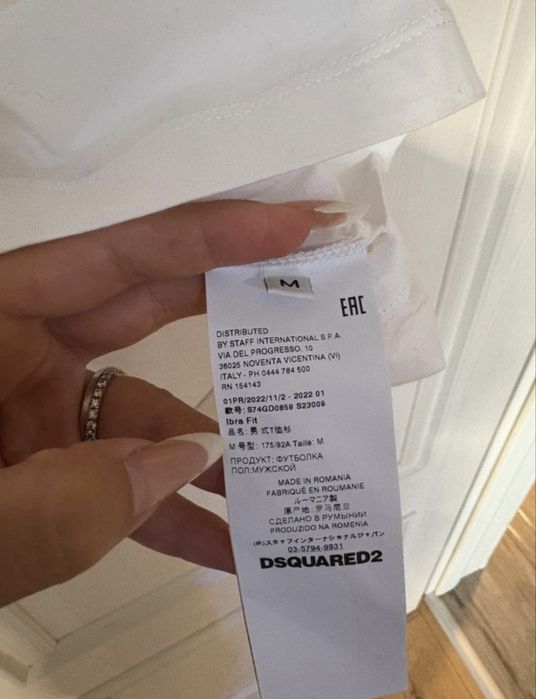 M
EAC
DISTRIBUTED
BY STAFF INTERNATIONAL S.P.A.
VIA DEL PROGRESSO, 10
36025 NOVENTA VICENTINA (VI)
ITALY - PH 0444 784 500
RN 154143
01PR/2022/11/2 - 2022 01
款号: S74GD0859 S23009
Ibra Fit
品名: 男式T恤衫
M 号型: 175/92A Taille: M
ПРОДУКТ: ФУТБОЛКА
ПОЛ:МУЖСКОЙ
MADE IN ROMANIA
FABRIQUÉ EN ROUMANIE
ルーマニア製
原产地: 罗马尼亚
СДЕЛАНО В РУМЫНИИ
PRODUZIDO NA ROMENIA
(株)スタッフインターナショナルジャパン
03-5794-9931
DSQUARED2